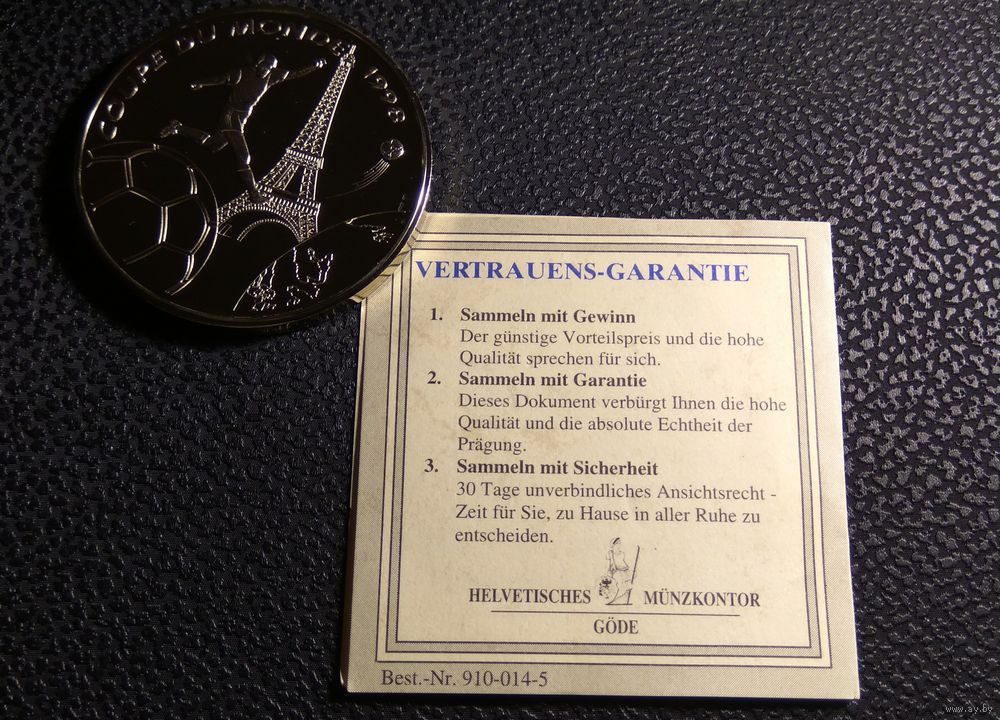 COUPE DU MONDE 1998
VERTRAUENS-GARANTIE
1. Sammeln mit Gewinn
Der günstige Vorteilspreis und die hohe
Qualität sprechen für sich.
2. Sammeln mit Garantie
Dieses Dokument verbürgt Ihnen die hohe
Qualität und die absolute Echtheit der
Prägung.
3. Sammeln mit Sicherheit
30 Tage unverbindliches Ansichtsrecht -
Zeit für Sie, zu Hause in aller Ruhe zu
entscheiden.
HELVETISCHES MÜNZKONTOR
GÖDE
Best.-Nr. 910-014-5
www.ay.by